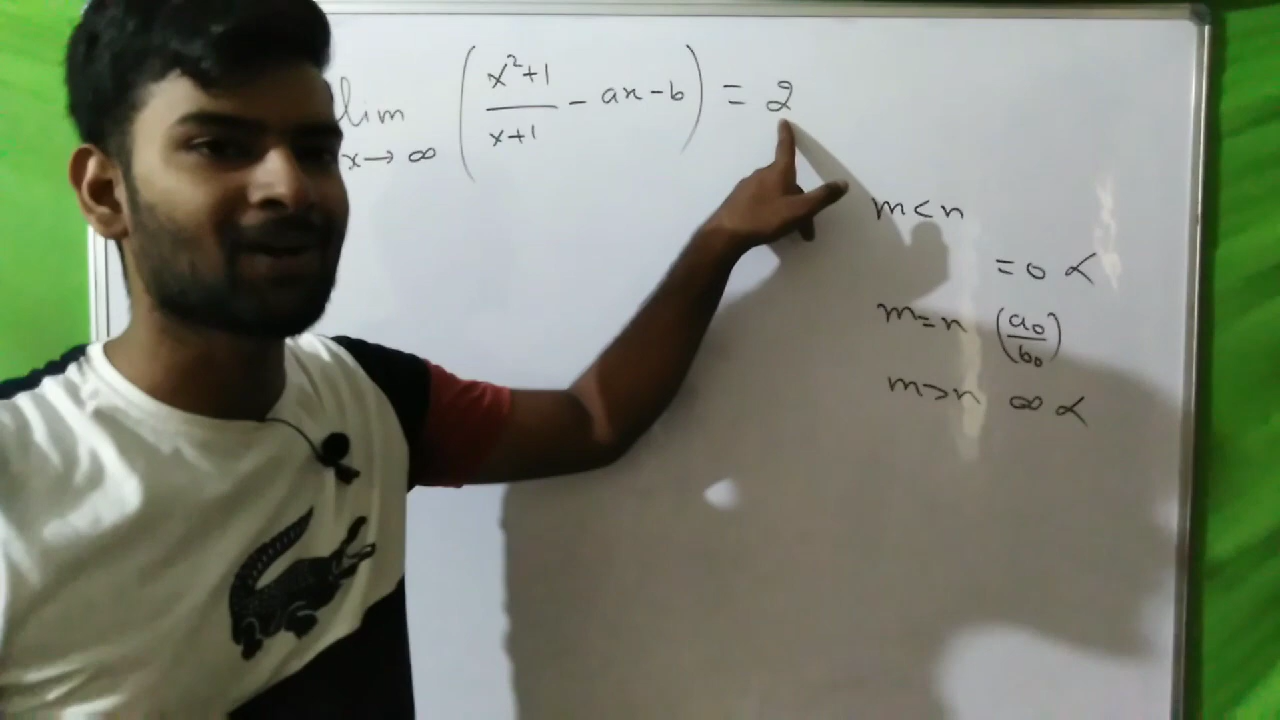 lim x→∞ ( (x²+1)/(x+1) − ax − b ) = 2
m<n
= 0 ∝
m=n (a₀/b₀)
m>n ∞ ∝